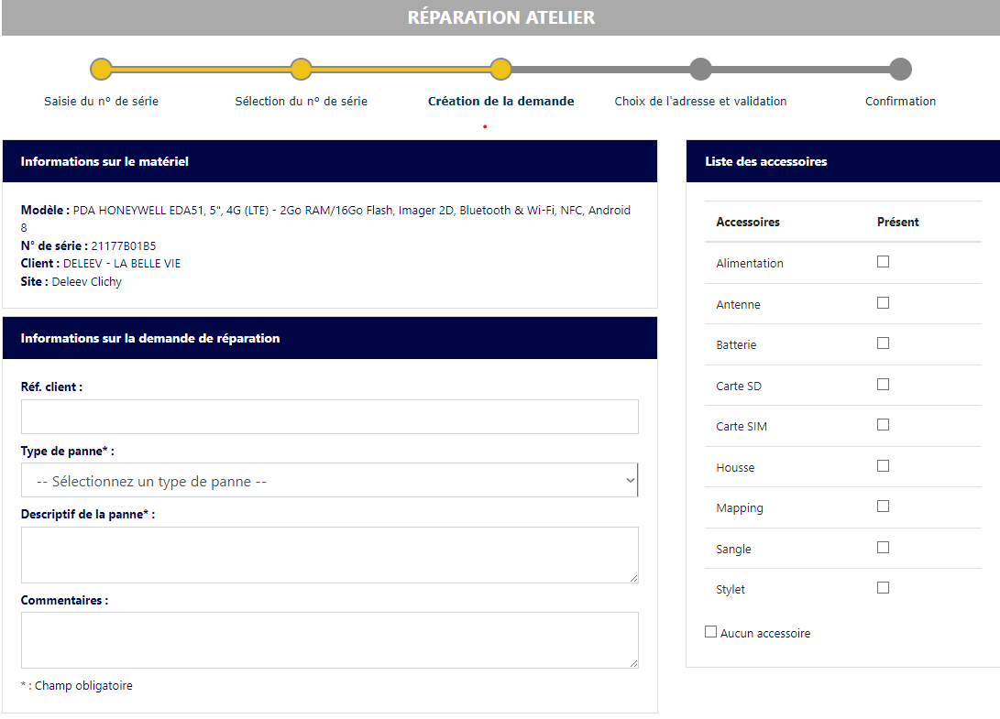 RÉPARATION ATELIER
Saisie du n° de série
Sélection du n° de série
Création de la demande
Choix de l'adresse et validation
Confirmation
Informations sur le matériel
Modèle : PDA HONEYWELL EDA51, 5", 4G (LTE) - 2Go RAM/16Go Flash, Imager 2D, Bluetooth & Wi-Fi, NFC, Android
8
N° de série : 21177B01B5
Client : DELEEV - LA BELLE VIE
Site : Deleev Clichy
Informations sur la demande de réparation
Réf. client :
Type de panne* :
-- Sélectionnez un type de panne --
Descriptif de la panne* :
Commentaires :
* : Champ obligatoire
Liste des accessoires
Accessoires Présent
Alimentation
Antenne
Batterie
Carte SD
Carte SIM
Housse
Mapping
Sangle
Stylet
Aucun accessoire